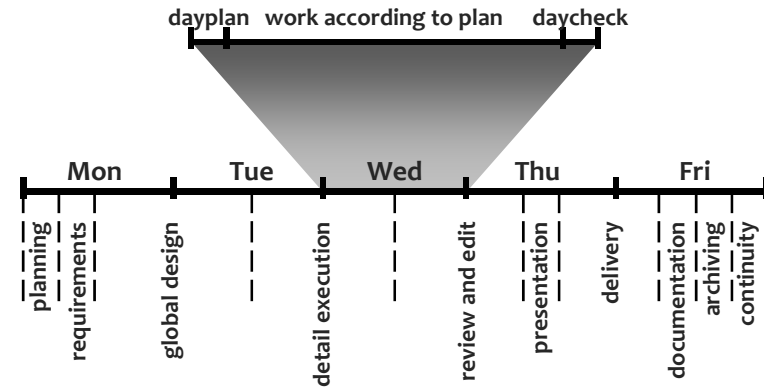 dayplan work according to plan daycheck
Mon Tue Wed Thu Fri
planning
requirements
global design
detail execution
review and edit
presentation
delivery
documentation
archiving
continuity